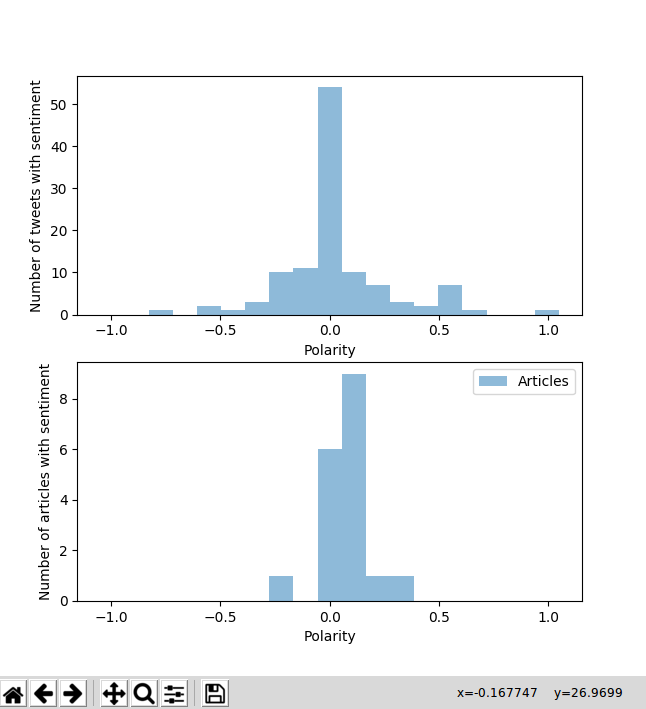 Number of tweets with sentiment
50
40
30
20
10
0
−1.0 −0.5 0.0 0.5 1.0
Polarity
Articles
Number of articles with sentiment
8
6
4
2
0
−1.0 −0.5 0.0 0.5 1.0
Polarity
x=-0.167747 y=26.9699